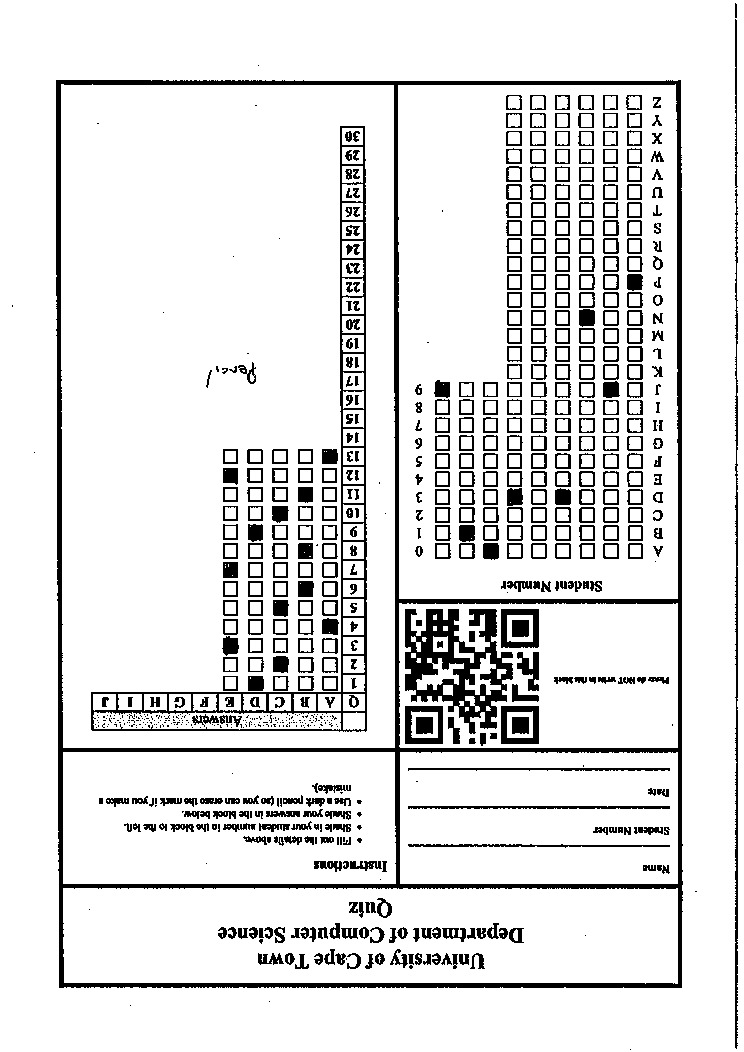 University of Cape Town
Department of Computer Science
Quiz
Name
Student Number
Date
Instructions
• Fill out the details above.
• Shade in your student number in the block to the left.
• Shade your answers in the block below.
• Use a dark pencil (so you can erase the mark if you make a
mistake).
Please do NOT write in this block
Student Number
A 0
B 1
C 2
D 3
E 4
F 5
G 6
H 7
I 8
J 9
K
L
M
N
O
P
Q
R
S
T
U
V
W
X
Y
Z
Answers
Q A B C D E F G H I J
1
2
3
4
5
6
7
8
9
10
11
12
13
14
15
16
17
18
19
20
21
22
23
24
25
26
27
28
29
30
Pencil